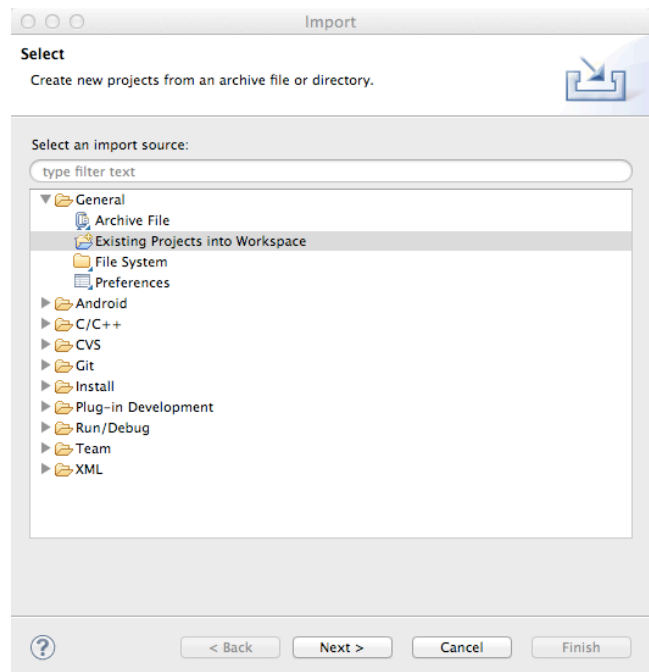 Import
Select
Create new projects from an archive file or directory.
Select an import source:
type filter text
General
Archive File
Existing Projects into Workspace
File System
Preferences
Android
C/C++
CVS
Git
Install
Plug-in Development
Run/Debug
Team
XML
? < Back Next > Cancel Finish